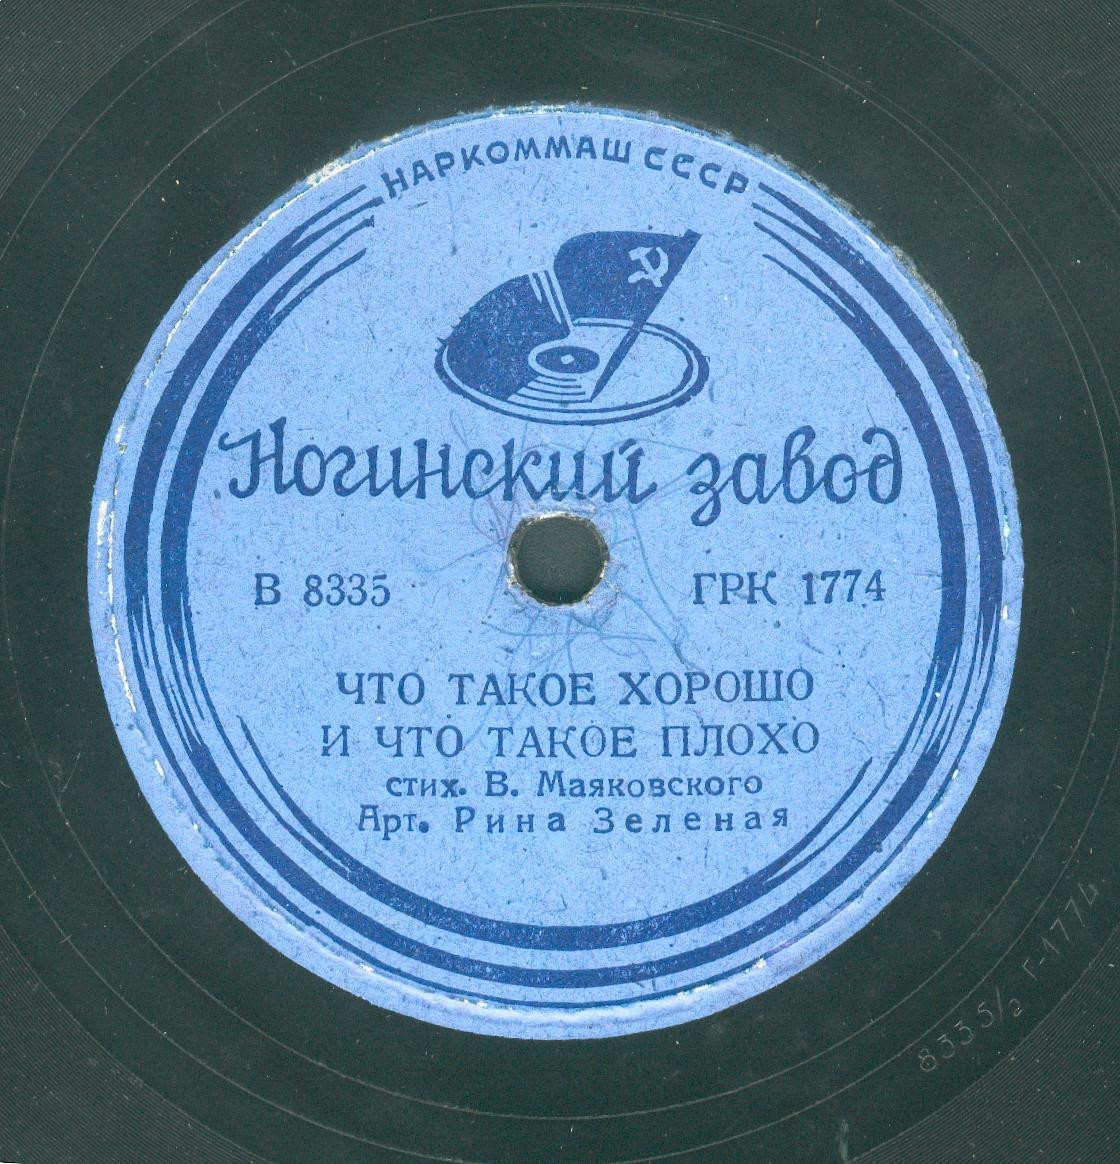 НАРКОММАШ СССР
Ногинский завод
В 8335 ГРК 1774
ЧТО ТАКОЕ ХОРОШО
И ЧТО ТАКОЕ ПЛОХО
стих. В. Маяковского
Арт. Рина Зеленая
8335/2 Г-1774